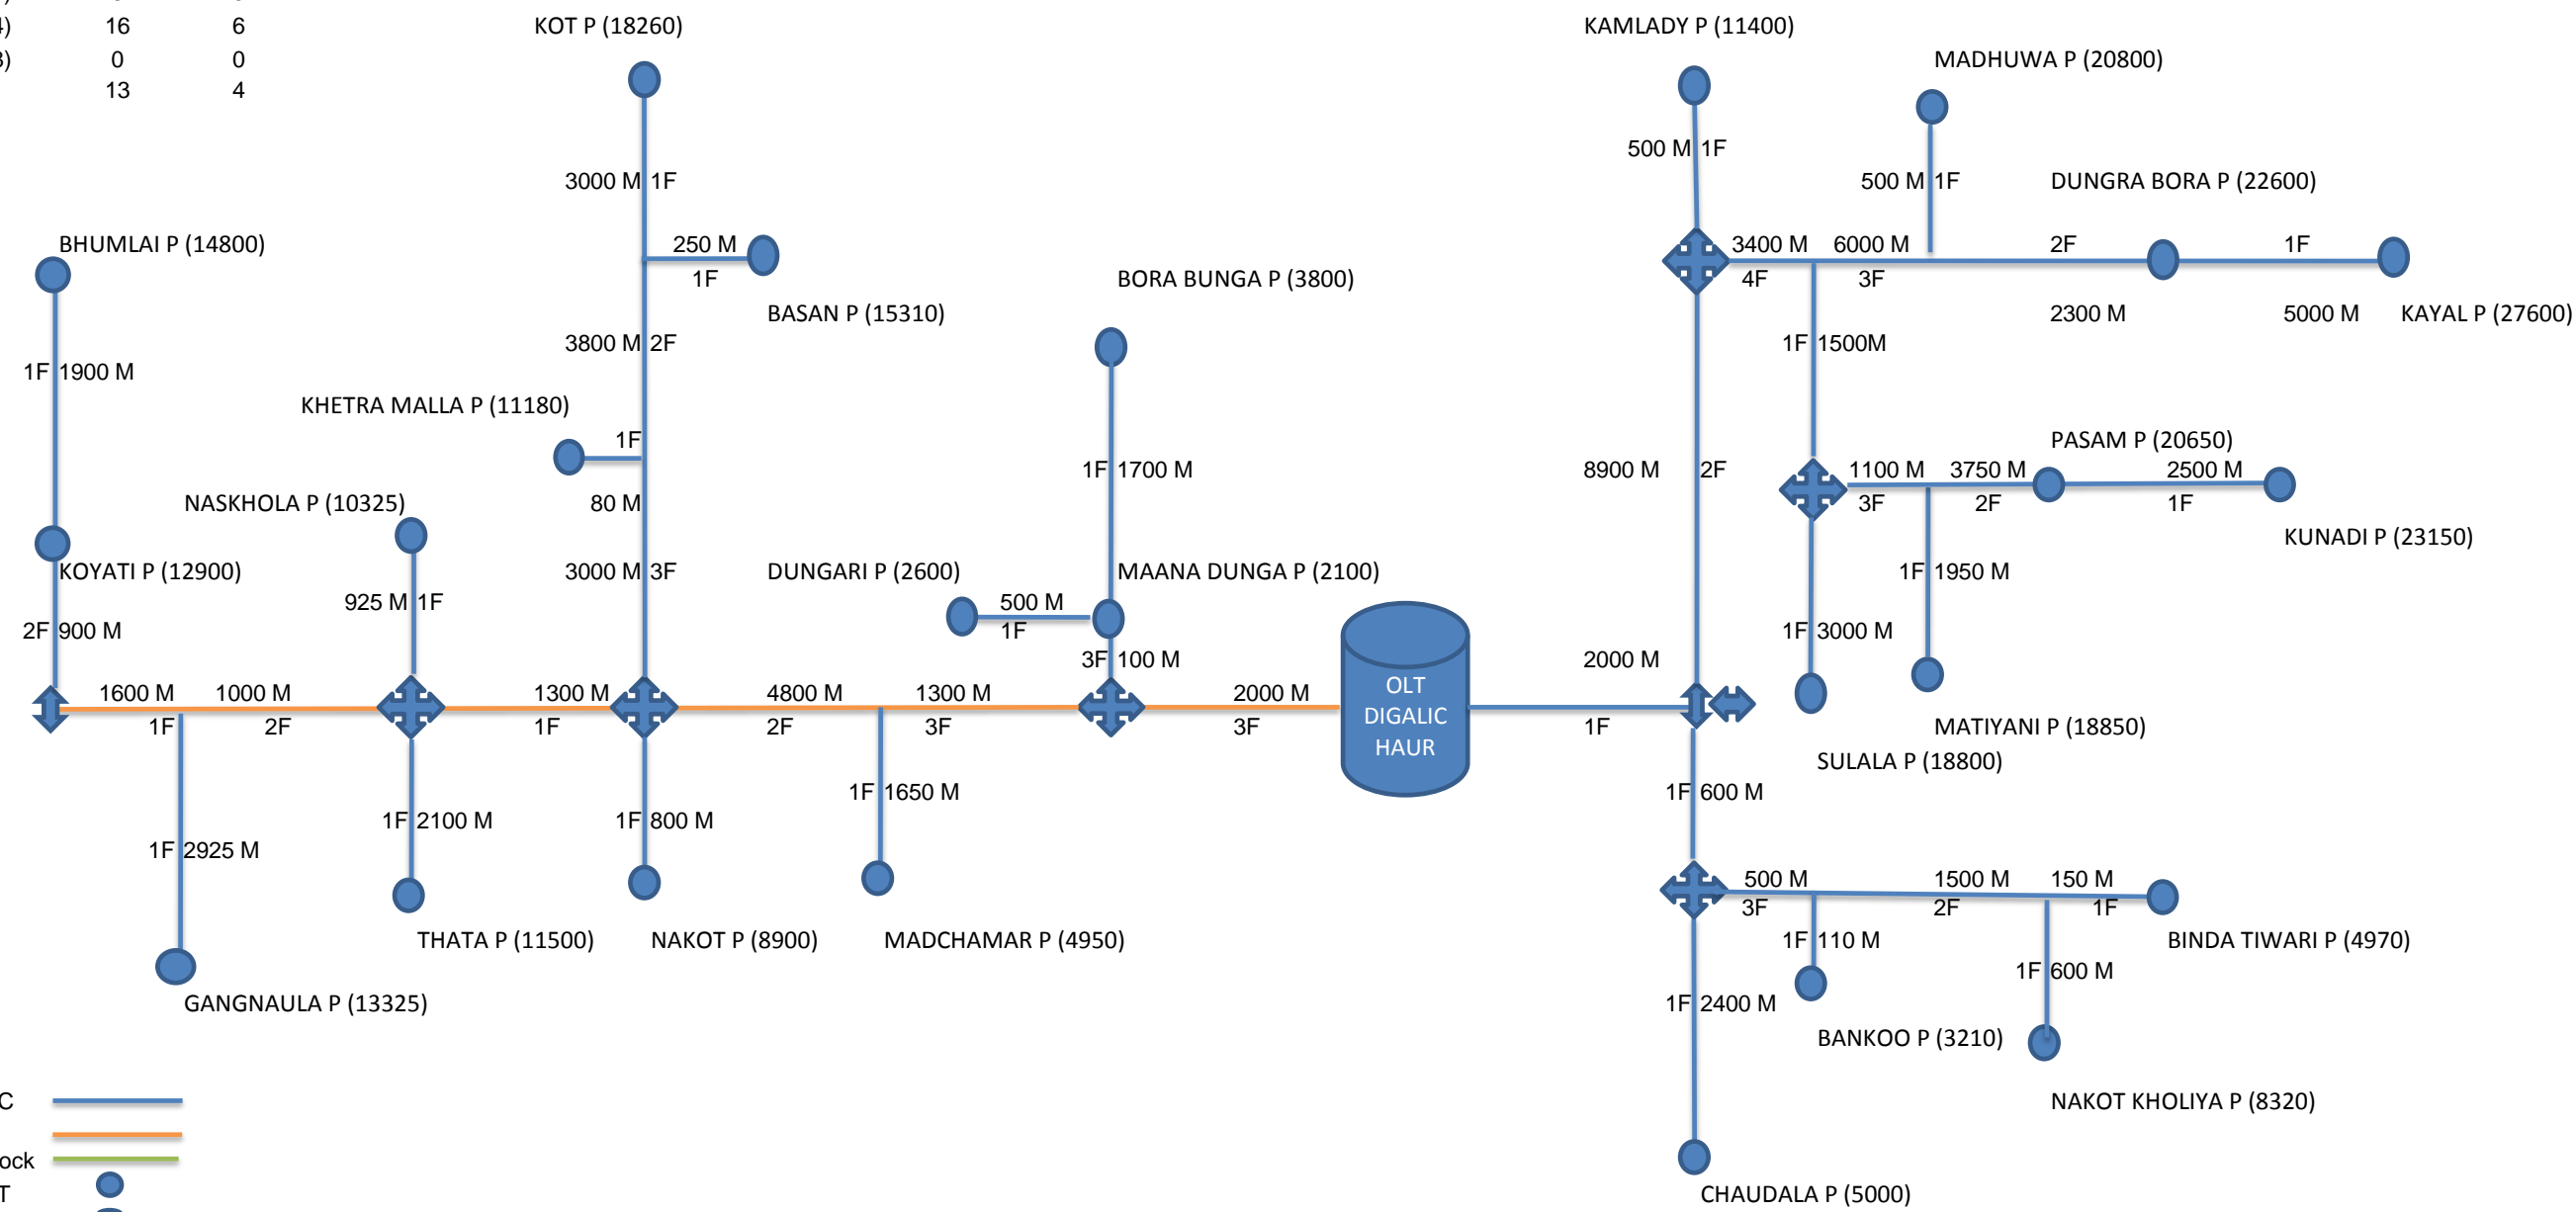 4) 16 6
0 0
13 4
KOT P (18260)
KAMLADY P (11400)
MADHUWA P (20800)
500 M 1F
3000 M 1F
500 M 1F
DUNGRA BORA P (22600)
BHUMLAI P (14800)
250 M
1F
3400 M 6000 M 2F 1F
4F 3F
BORA BUNGA P (3800)
BASAN P (15310)
2300 M 5000 M KAYAL P (27600)
3800 M 2F
1F 1500M
1F 1900 M
KHETRA MALLA P (11180)
1F
PASAM P (20650)
1F 1700 M
8900 M 2F
1100 M 3750 M 2500 M
3F 2F 1F
NASKHOLA P (10325)
80 M
KUNADI P (23150)
KOYATI P (12900)
3000 M 3F
DUNGARI P (2600)
MAANA DUNGA P (2100)
1F 1950 M
925 M 1F
500 M
1F
2F 900 M
1F 3000 M
3F 100 M
2000 M
1600 M 1000 M 1300 M 4800 M 1300 M 2000 M
OLT
DIGALIC
HAUR
1F 2F 1F 2F 3F 3F 1F
MATIYANI P (18850)
SULALA P (18800)
1F 1650 M
1F 600 M
1F 2100 M
1F 800 M
1F 2925 M
500 M 1500 M 150 M
3F 2F 1F
THATA P (11500)
NAKOT P (8900)
MADCHAMAR P (4950)
1F 110 M
BINDA TIWARI P (4970)
1F 600 M
GANGNAULA P (13325)
1F 2400 M
BANKOO P (3210)
NAKOT KHOLIYA P (8320)
CHAUDALA P (5000)